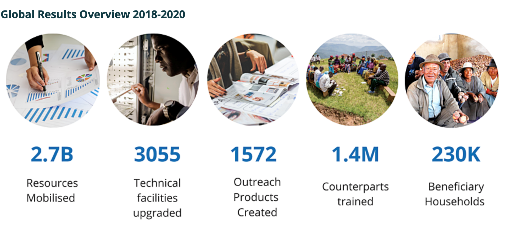 Global Results Overview 2018-2020
2.7B
3055
1572
1.4M
230K
Resources
Mobilised
Technical
facilities
upgraded
Outreach
Products
Created
Counterparts
trained
Beneficiary
Households